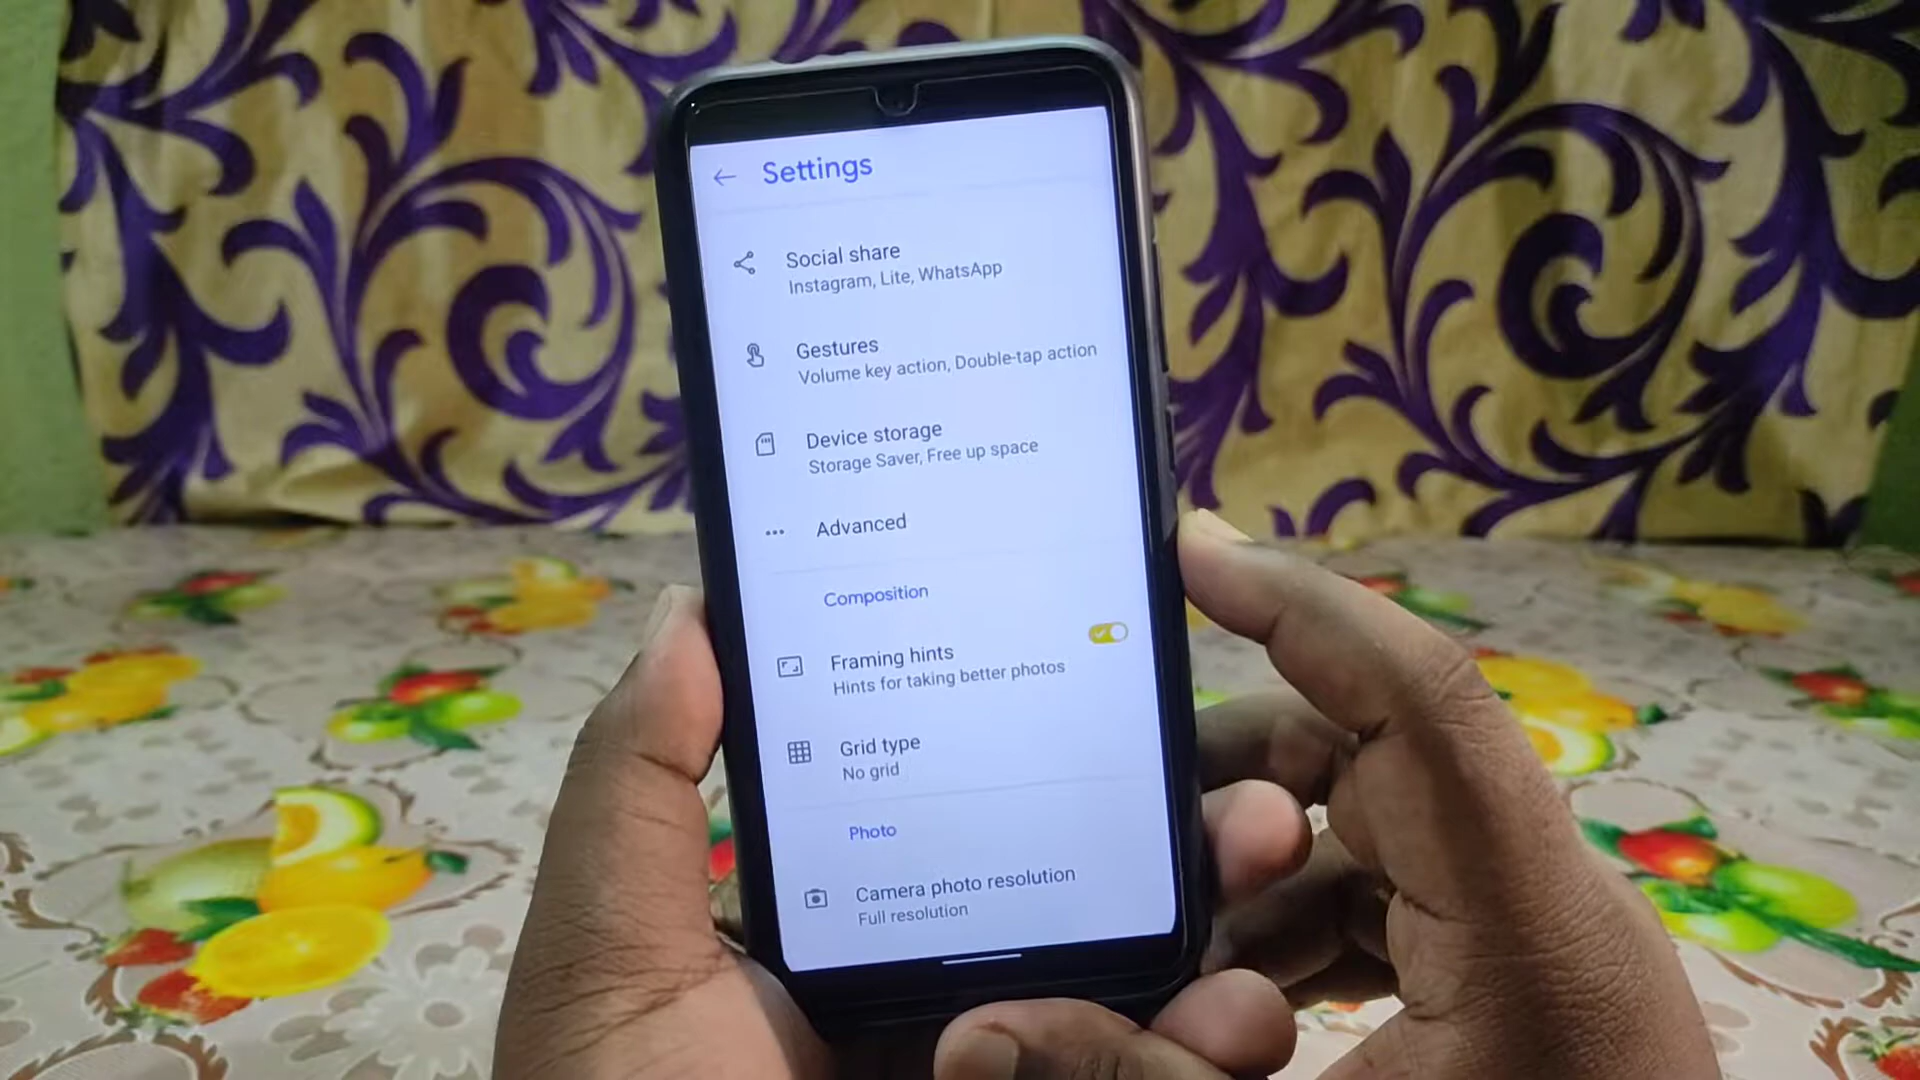 Settings
Social share
Instagram, Lite, WhatsApp
Gestures
Volume key action, Double-tap action
Device storage
Storage Saver, Free up space
Advanced
Composition
Framing hints
Hints for taking better photos
Grid type
No grid
Photo
Camera photo resolution
Full resolution